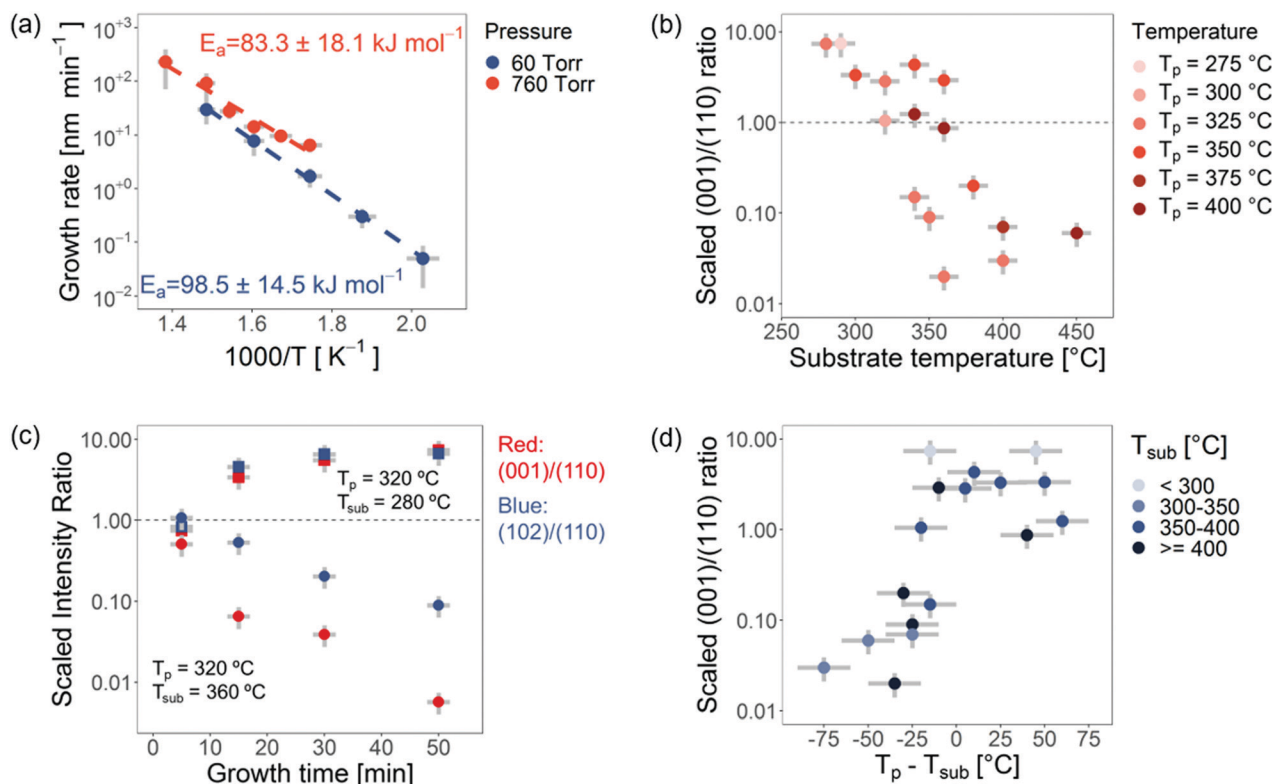 (a)
Growth rate [nm min⁻¹]
10⁺³
10⁺²
10⁺¹
10⁺⁰
10⁻¹
10⁻²
Eₐ=83.3 ± 18.1 kJ mol⁻¹
Eₐ=98.5 ± 14.5 kJ mol⁻¹
1.4 1.6 1.8 2.0
1000/T [ K⁻¹]
Pressure
60 Torr
760 Torr
(b)
Scaled (001)/(110) ratio
10.00
1.00
0.10
0.01
250 300 350 400 450
Substrate temperature [°C]
Temperature
Tₚ = 275 °C
Tₚ = 300 °C
Tₚ = 325 °C
Tₚ = 350 °C
Tₚ = 375 °C
Tₚ = 400 °C
(c)
Scaled Intensity Ratio
10.00
1.00
0.10
0.01
Tₚ = 320 ºC
Tsub = 280 ºC
Tₚ = 320 ºC
Tsub = 360 ºC
0 10 20 30 40 50
Growth time [min]
Red:
(001)/(110)
Blue:
(102)/(110)
(d)
Scaled (001)/(110) ratio
10.00
1.00
0.10
0.01
-75 -50 -25 0 25 50 75
Tₚ - Tsub [°C]
Tsub [°C]
< 300
300-350
350-400
>= 400